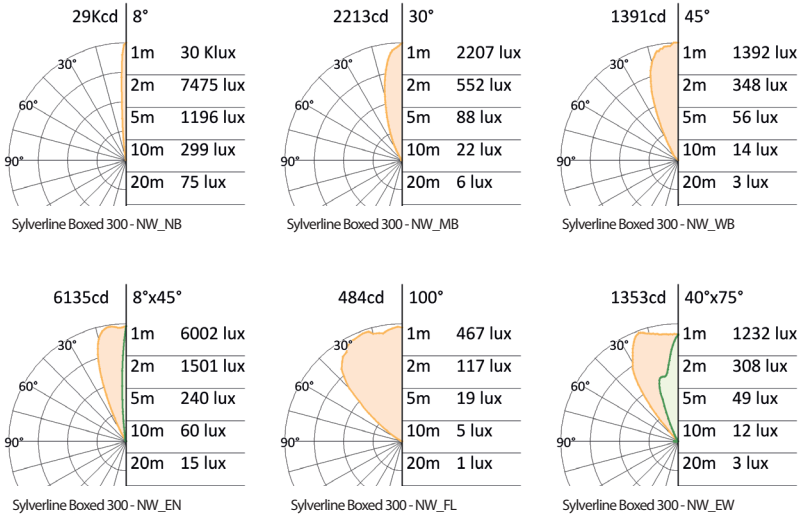 29Kcd 8°
30°
60°
90°
1m 30 Klux
2m 7475 lux
5m 1196 lux
10m 299 lux
20m 75 lux
Sylverline Boxed 300 - NW_NB
2213cd 30°
30°
60°
90°
1m 2207 lux
2m 552 lux
5m 88 lux
10m 22 lux
20m 6 lux
Sylverline Boxed 300 - NW_MB
1391cd 45°
30°
60°
90°
1m 1392 lux
2m 348 lux
5m 56 lux
10m 14 lux
20m 3 lux
Sylverline Boxed 300 - NW_WB
6135cd 8°x45°
30°
60°
90°
1m 6002 lux
2m 1501 lux
5m 240 lux
10m 60 lux
20m 15 lux
Sylverline Boxed 300 - NW_EN
484cd 100°
30°
60°
90°
1m 467 lux
2m 117 lux
5m 19 lux
10m 5 lux
20m 1 lux
Sylverline Boxed 300 - NW_FL
1353cd 40°x75°
30°
60°
90°
1m 1232 lux
2m 308 lux
5m 49 lux
10m 12 lux
20m 3 lux
Sylverline Boxed 300 - NW_EW